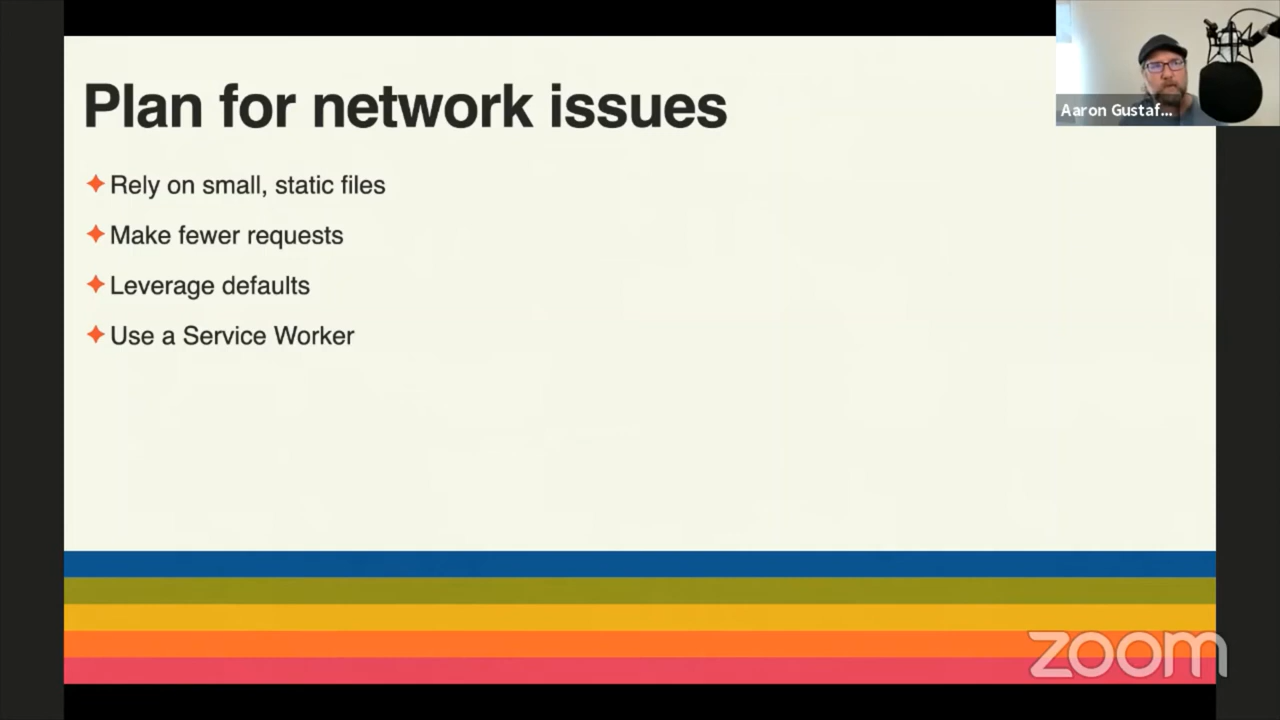 Plan for network issues
Rely on small, static files
Make fewer requests
Leverage defaults
Use a Service Worker
Aaron Gustaf...
zoom